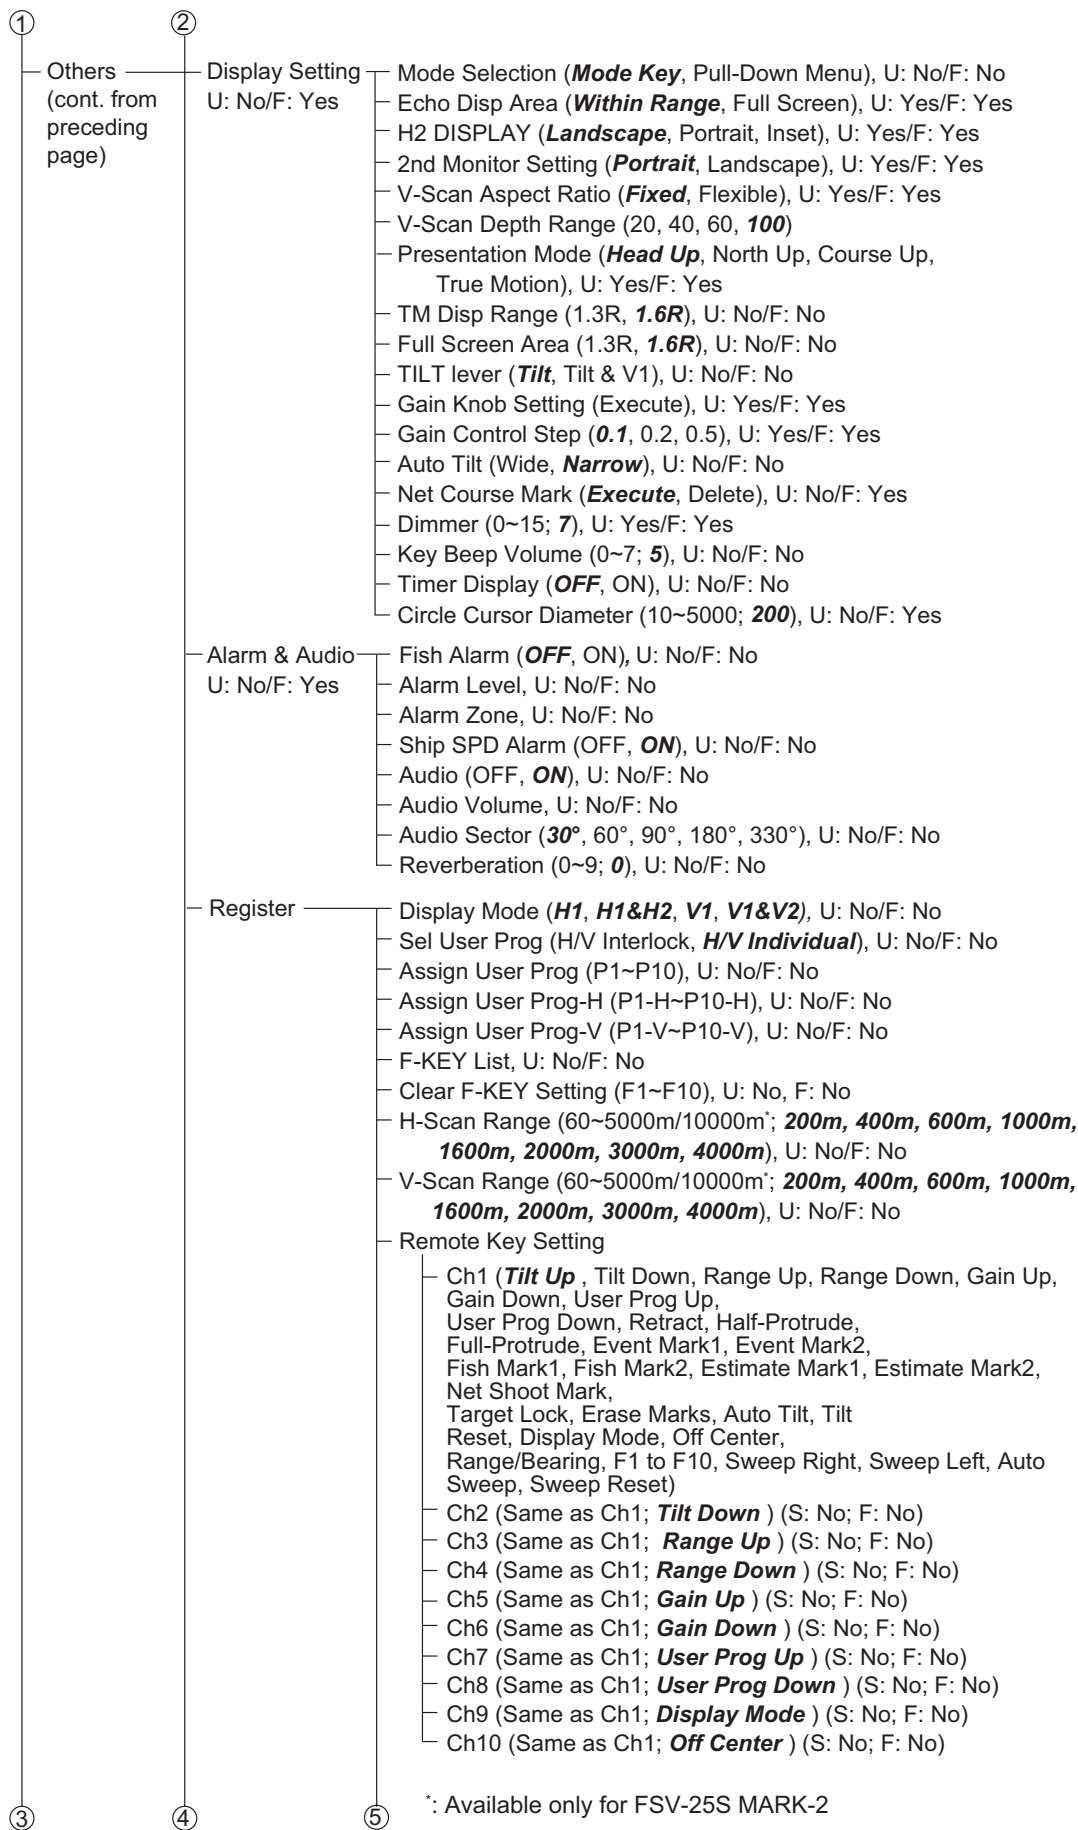 ① ②
Others
(cont. from
preceding
page)
Display Setting
U: No/F: Yes
Mode Selection (Mode Key, Pull-Down Menu), U: No/F: No
Echo Disp Area (Within Range, Full Screen), U: Yes/F: Yes
H2 DISPLAY (Landscape, Portrait, Inset), U: Yes/F: Yes
2nd Monitor Setting (Portrait, Landscape), U: Yes/F: Yes
V-Scan Aspect Ratio (Fixed, Flexible), U: Yes/F: Yes
V-Scan Depth Range (20, 40, 60, 100)
Presentation Mode (Head Up, North Up, Course Up,
True Motion), U: Yes/F: Yes
TM Disp Range (1.3R, 1.6R), U: No/F: No
Full Screen Area (1.3R, 1.6R), U: No/F: No
TILT lever (Tilt, Tilt & V1), U: No/F: No
Gain Knob Setting (Execute), U: Yes/F: Yes
Gain Control Step (0.1, 0.2, 0.5), U: Yes/F: Yes
Auto Tilt (Wide, Narrow), U: No/F: No
Net Course Mark (Execute, Delete), U: No/F: Yes
Dimmer (0~15; 7), U: Yes/F: Yes
Key Beep Volume (0~7; 5), U: No/F: No
Timer Display (OFF, ON), U: No/F: No
Circle Cursor Diameter (10~5000; 200), U: No/F: Yes
Alarm & Audio
U: No/F: Yes
Fish Alarm (OFF, ON), U: No/F: No
Alarm Level, U: No/F: No
Alarm Zone, U: No/F: No
Ship SPD Alarm (OFF, ON), U: No/F: No
Audio (OFF, ON), U: No/F: No
Audio Volume, U: No/F: No
Audio Sector (30°, 60°, 90°, 180°, 330°), U: No/F: No
Reverberation (0~9; 0), U: No/F: No
Register
Display Mode (H1, H1&H2, V1, V1&V2), U: No/F: No
Sel User Prog (H/V Interlock, H/V Individual), U: No/F: No
Assign User Prog (P1~P10), U: No/F: No
Assign User Prog-H (P1-H~P10-H), U: No/F: No
Assign User Prog-V (P1-V~P10-V), U: No/F: No
F-KEY List, U: No/F: No
Clear F-KEY Setting (F1~F10), U: No, F: No
H-Scan Range (60~5000m/10000m*; 200m, 400m, 600m, 1000m,
1600m, 2000m, 3000m, 4000m), U: No/F: No
V-Scan Range (60~5000m/10000m*; 200m, 400m, 600m, 1000m,
1600m, 2000m, 3000m, 4000m), U: No/F: No
Remote Key Setting
Ch1 (Tilt Up , Tilt Down, Range Up, Range Down, Gain Up,
Gain Down, User Prog Up,
User Prog Down, Retract, Half-Protrude,
Full-Protrude, Event Mark1, Event Mark2,
Fish Mark1, Fish Mark2, Estimate Mark1, Estimate Mark2,
Net Shoot Mark,
Target Lock, Erase Marks, Auto Tilt, Tilt
Reset, Display Mode, Off Center,
Range/Bearing, F1 to F10, Sweep Right, Sweep Left, Auto
Sweep, Sweep Reset)
Ch2 (Same as Ch1; Tilt Down ) (S: No; F: No)
Ch3 (Same as Ch1; Range Up ) (S: No; F: No)
Ch4 (Same as Ch1; Range Down ) (S: No; F: No)
Ch5 (Same as Ch1; Gain Up ) (S: No; F: No)
Ch6 (Same as Ch1; Gain Down ) (S: No; F: No)
Ch7 (Same as Ch1; User Prog Up ) (S: No; F: No)
Ch8 (Same as Ch1; User Prog Down ) (S: No; F: No)
Ch9 (Same as Ch1; Display Mode ) (S: No; F: No)
Ch10 (Same as Ch1; Off Center ) (S: No; F: No)
*: Available only for FSV-25S MARK-2
③ ④ ⑤